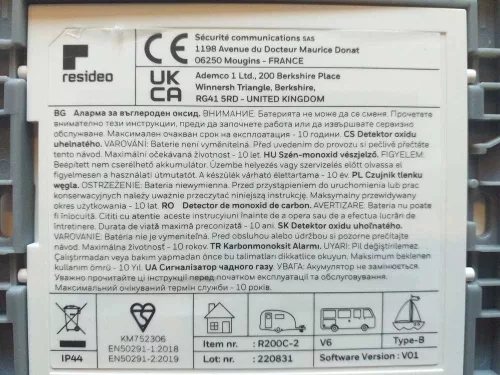 resideo
CE
Sécurité communications SAS
1198 Avenue du Docteur Maurice Donat
06250 Mougins - FRANCE
UK
CA
Ademco 1 Ltd., 200 Berkshire Place
Winnersh Triangle, Berkshire,
RG41 5RD - UNITED KINGDOM
BG Аларма за въглероден оксид. ВНИМАНИЕ: Батерията не може да се сменя. Прочетете
внимателно тези инструкции, преди да започнете работа или да извършвате сервизно
обслужване. Максимален очакван срок на експлоатация - 10 години. CS Detektor oxidu
uhelnatého. VAROVÁNÍ: Baterie není vyměnitelná. Před uvedením do provozu si pečlivě přečtěte
tento návod. Maximální očekávaná životnost - 10 let. HU Szén-monoxid vészjelző. FIGYELEM:
Beépített nem cserélhető akkumulátor. Üzembe helyezés vagy szervizelés előtt olvassa el
figyelmesen a használati útmutatót. A készülék várható élettartama - 10 év. PL Czujnik tlenku
węgla. OSTRZEŻENIE: Bateria niewymienna. Przed przystąpieniem do uruchomienia lub prac
konserwacyjnych należy uważnie przeczytać niniejszą instrukcję. Maksymalny przewidywany
okres użytkowania - 10 lat. RO Detector de monoxid de carbon. AVERTIZARE. Bateria nu poate
fi înlocuită. Cititi cu atentie aceste instrucyiuni înainte de a opera sau de a efectua lucrări de
întretinere. Durata de viată maximă preconizată - 10 ani. SK Detektor oxidu uhoľnatého.
VAROVANIE: Batéria nie je vymeniteľná. Pred obsluhou alebo údržbou si pozorne prečítajte
návod. Maximálna životnosť - 10 rokov. TR Karbonmonoksit Alarmı. UYARI: Pil değiştirilemez.
Çalıştırmadan veya bakım yapmadan önce bu talimatları dikkatlice okuyun. Maksimum beklenen
kullanım ömrü - 10 Yıl. UA Сигналізатор чадного газу. УВАГА: Акумулятор не замінюється.
Уважно прочитайте ці інструкції перед початком експлуатації та обслуговування.
Максимально очікуваний термін служби - 10 років.
IP44
KM752306
EN50291-1:2018
EN50291-2:2019
Item nr. : R200C-2 V6 Type-B
Lot nr: 220831 Software Version : V01